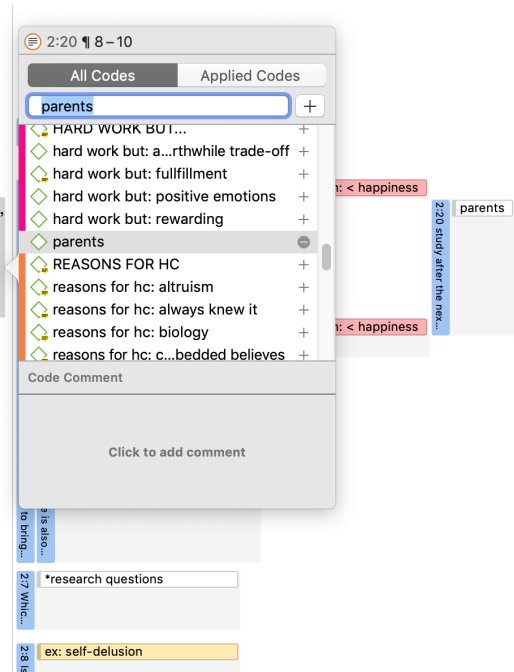 2:20 ¶ 8 – 10
All Codes
Applied Codes
parents
HARD WORK BUT...
hard work but: a...rthwhile trade-off
hard work but: fullfillment
hard work but: positive emotions
hard work but: rewarding
parents
REASONS FOR HC
reasons for hc: altruism
reasons for hc: always knew it
reasons for hc: biology
reasons for hc: c...bedded believes
Code Comment
Click to add comment
: < happiness
2:20 study after the nex...
parents
: < happiness
to bring...
is also...
2:7 Whic...
*research questions
2:8
ex: self-delusion